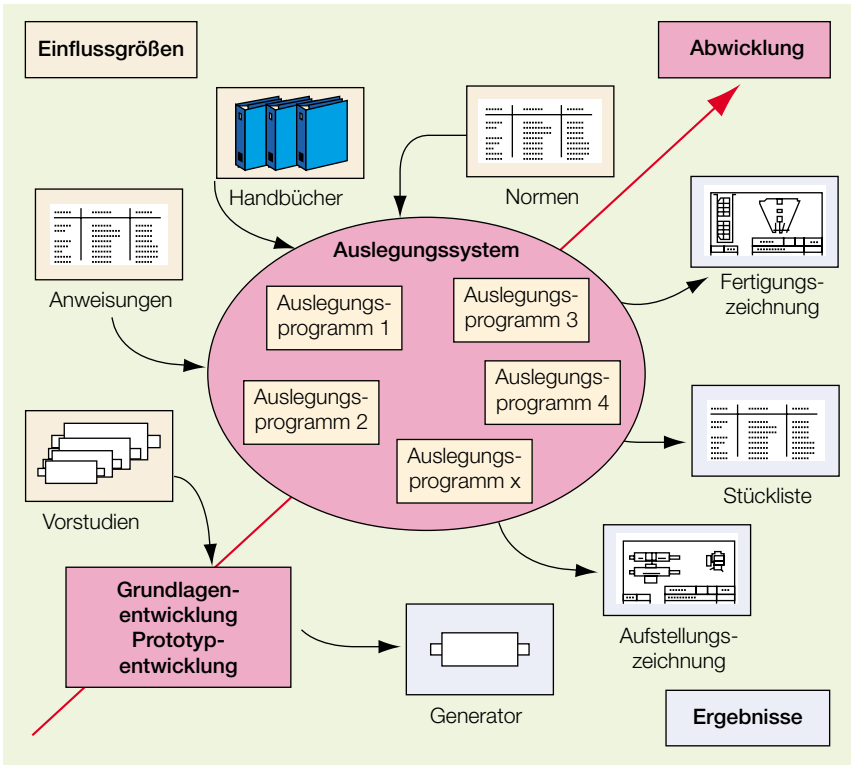 Einflussgrößen
Abwicklung
Handbücher
Normen
Anweisungen
Auslegungssystem
Auslegungs-
programm 1
Auslegungs-
programm 3
Fertigungs-
zeichnung
Auslegungs-
programm 2
Auslegungs-
programm 4
Auslegungs-
programm x
Vorstudien
Stückliste
Grundlagen-
entwicklung
Prototyp-
entwicklung
Generator
Aufstellungs-
zeichnung
Ergebnisse